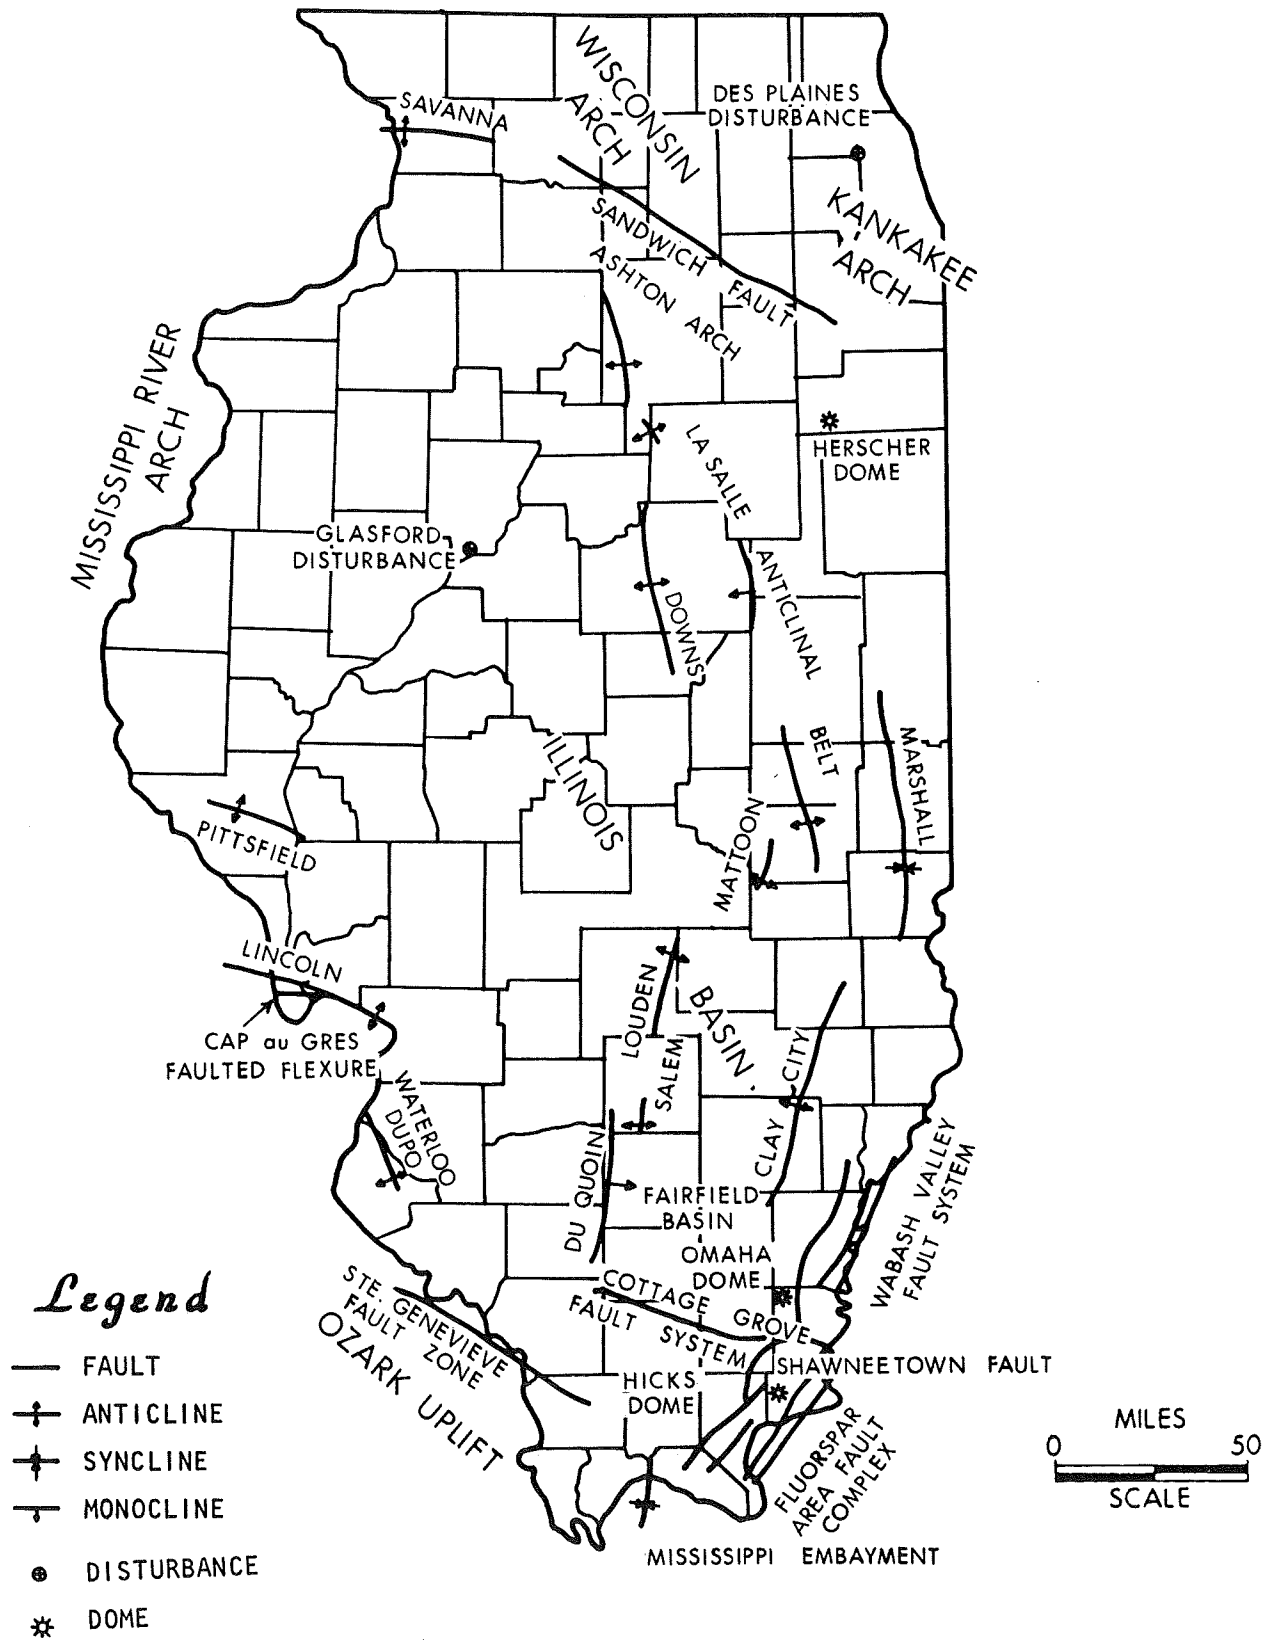 WISCONSIN
ARCH
SAVANNA
DES PLAINES
DISTURBANCE
KANKAKEE
ARCH
SANDWICH FAULT
ASHTON ARCH
MISSISSIPPI RIVER
ARCH
HERSCHER
DOME
LA SALLE ANTICLINAL BELT
GLASFORD
DISTURBANCE
DOWNS
MARSHALL
ILLINOIS BASIN
MATTOON
PITTSFIELD
LINCOLN
CAP au GRES
FAULTED FLEXURE
LOUDEN
SALEM
CLAY CITY
WATERLOO
DUPO
DU QUOIN
FAIRFIELD
BASIN
WABASH VALLEY
FAULT SYSTEM
OMAHA
DOME
COTTAGE GROVE
FAULT SYSTEM
STE. GENEVIEVE
FAULT ZONE
OZARK UPLIFT
SHAWNEETOWN FAULT
HICKS
DOME
FLUORSPAR
AREA FAULT
COMPLEX
MISSISSIPPI EMBAYMENT
Legend
FAULT
ANTICLINE
SYNCLINE
MONOCLINE
DISTURBANCE
DOME
MILES
0 50
SCALE